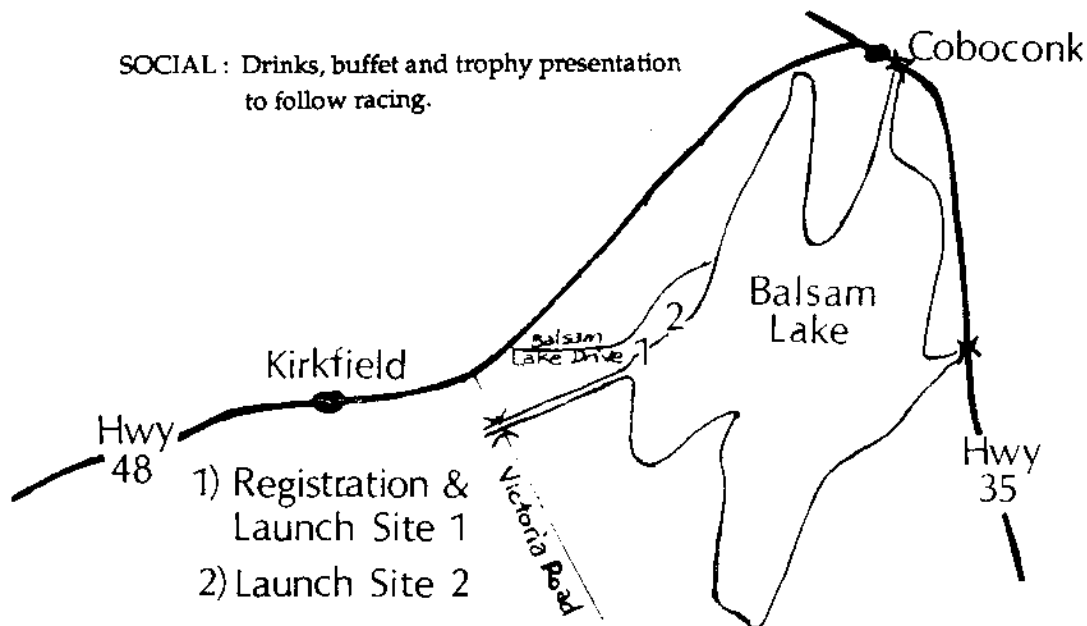 SOCIAL : Drinks, buffet and trophy presentation
to follow racing.
Coboconk
Balsam
Lake
2
1
Balsam
Lake Drive
Kirkfield
Hwy
48
Hwy
35
Victoria Road
1) Registration &
Launch Site 1
2) Launch Site 2